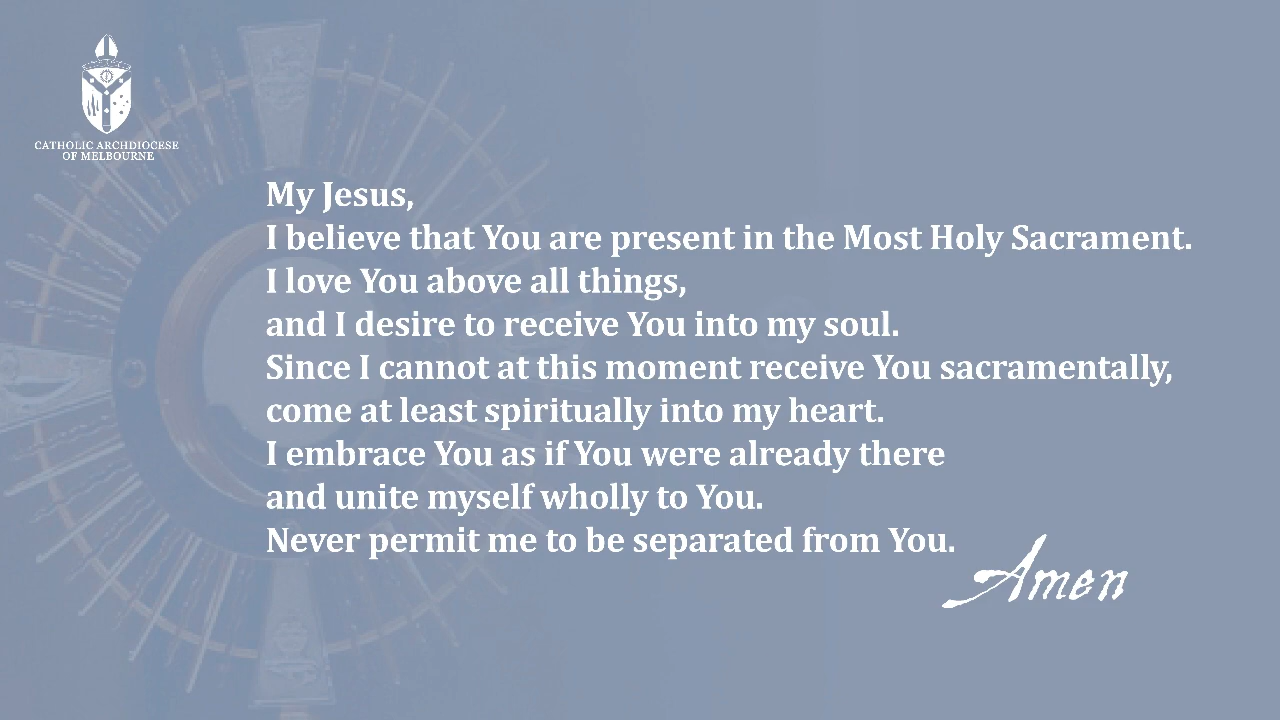 CATHOLIC ARCHDIOCESE
OF MELBOURNE
My Jesus,
I believe that You are present in the Most Holy Sacrament.
I love You above all things,
and I desire to receive You into my soul.
Since I cannot at this moment receive You sacramentally,
come at least spiritually into my heart.
I embrace You as if You were already there
and unite myself wholly to You.
Never permit me to be separated from You.
Amen